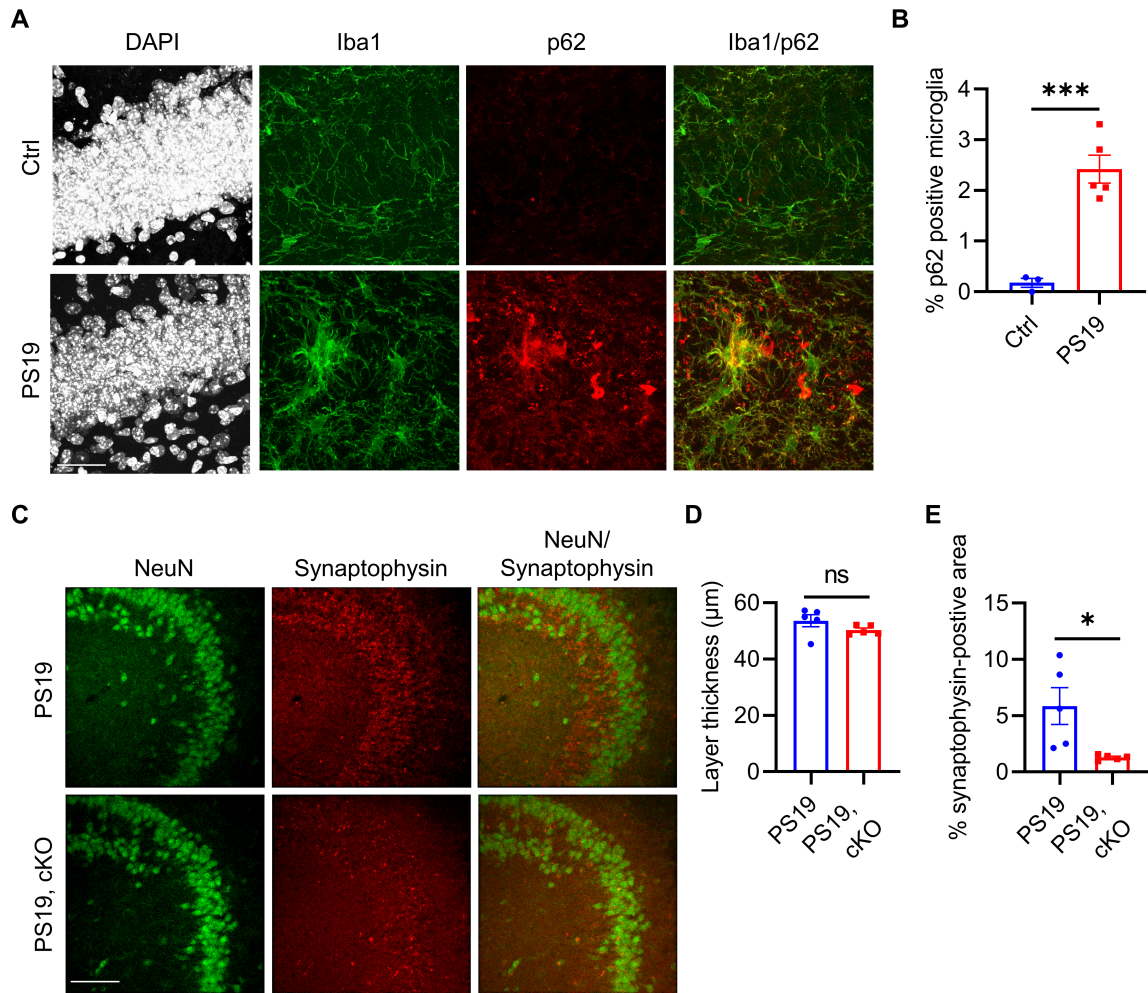 A
DAPI
Iba1
p62
Iba1/p62
Ctrl
PS19
B
% p62 positive microglia
4
3
2
1
0
***
Ctrl
PS19
C
NeuN
Synaptophysin
NeuN/
Synaptophysin
PS19
PS19, cKO
D
Layer thickness (µm)
60
40
20
0
ns
PS19
PS19,
cKO
E
% synaptophysin-postive area
15
10
5
0
*
PS19
PS19,
cKO